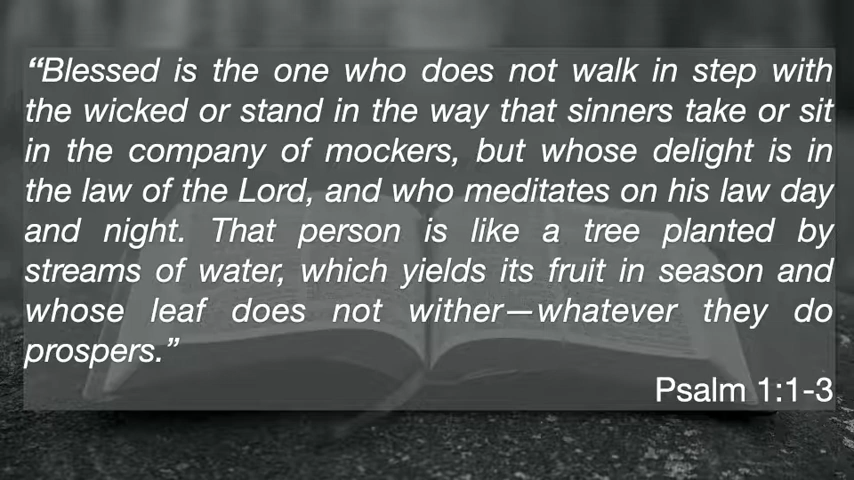 “Blessed is the one who does not walk in step with
the wicked or stand in the way that sinners take or sit
in the company of mockers, but whose delight is in
the law of the Lord, and who meditates on his law day
and night. That person is like a tree planted by
streams of water, which yields its fruit in season and
whose leaf does not wither—whatever they do
prospers.”
Psalm 1:1-3